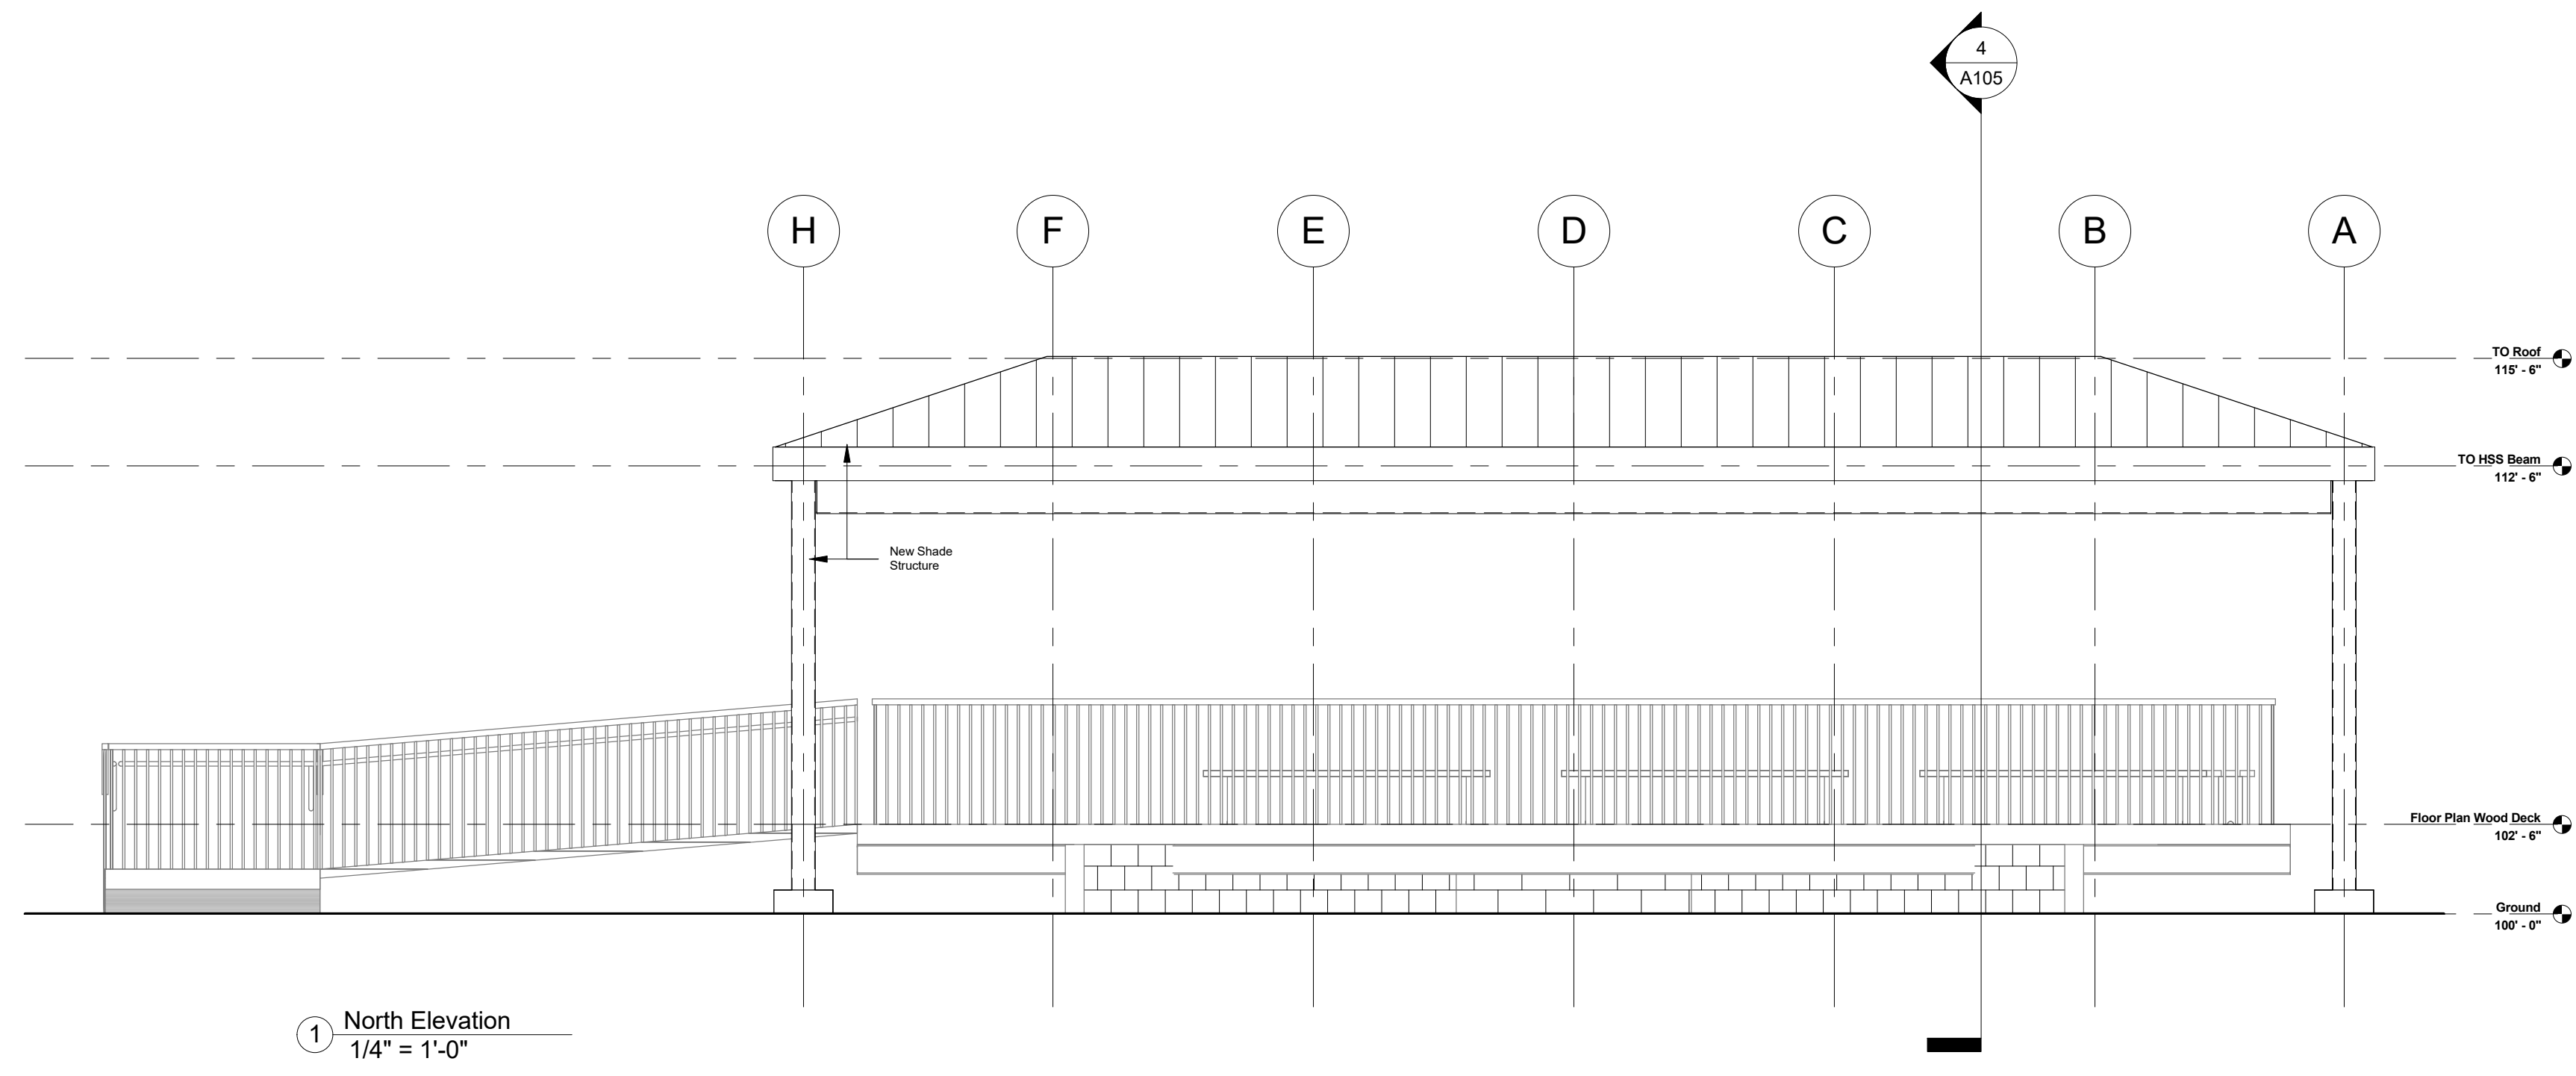 4
A105
H F E D C B A
TO Roof
115' - 6"
TO HSS Beam
112' - 6"
New Shade
Structure
Floor Plan Wood Deck
102' - 6"
Ground
100' - 0"
1 North Elevation
1/4" = 1'-0"